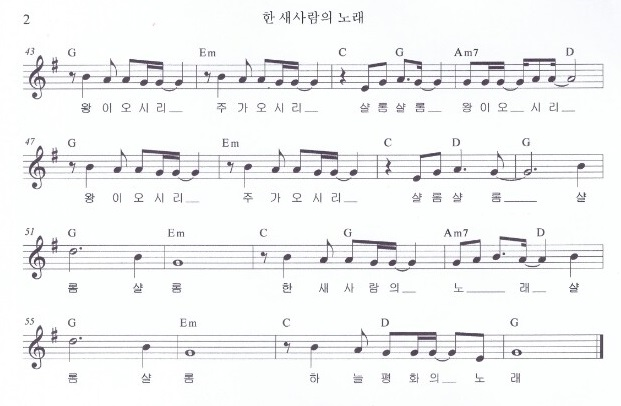 2 한 새사람의 노래
43 G Em C G Am7 D
왕 이 오 시 리__ 주 가 오 시 리__ 샬 롬 샬 롬__ 왕 이 오__ 시 리__
47 G Em C D G
왕 이 오 시 리__ 주 가 오 시 리__ 샬 롬 샬 롬____ 샬
51 G Em C G Am7 D
롬 샬 롬 한 새 사 람 의__ 노__ 래__ 샬
55 G Em C D G
롬 샬 롬 하 늘 평 화 의__ 노 래